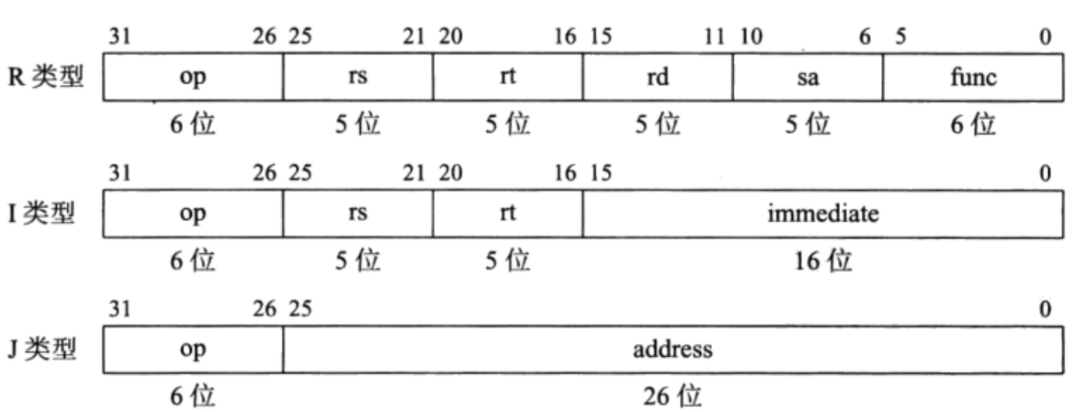 31 26 25 21 20 16 15 11 10 6 5 0
R 类型 op rs rt rd sa func
6 位 5 位 5 位 5 位 5 位 6 位
31 26 25 21 20 16 15 0
I 类型 op rs rt immediate
6 位 5 位 5 位 16 位
31 26 25 0
J 类型 op address
6 位 26 位